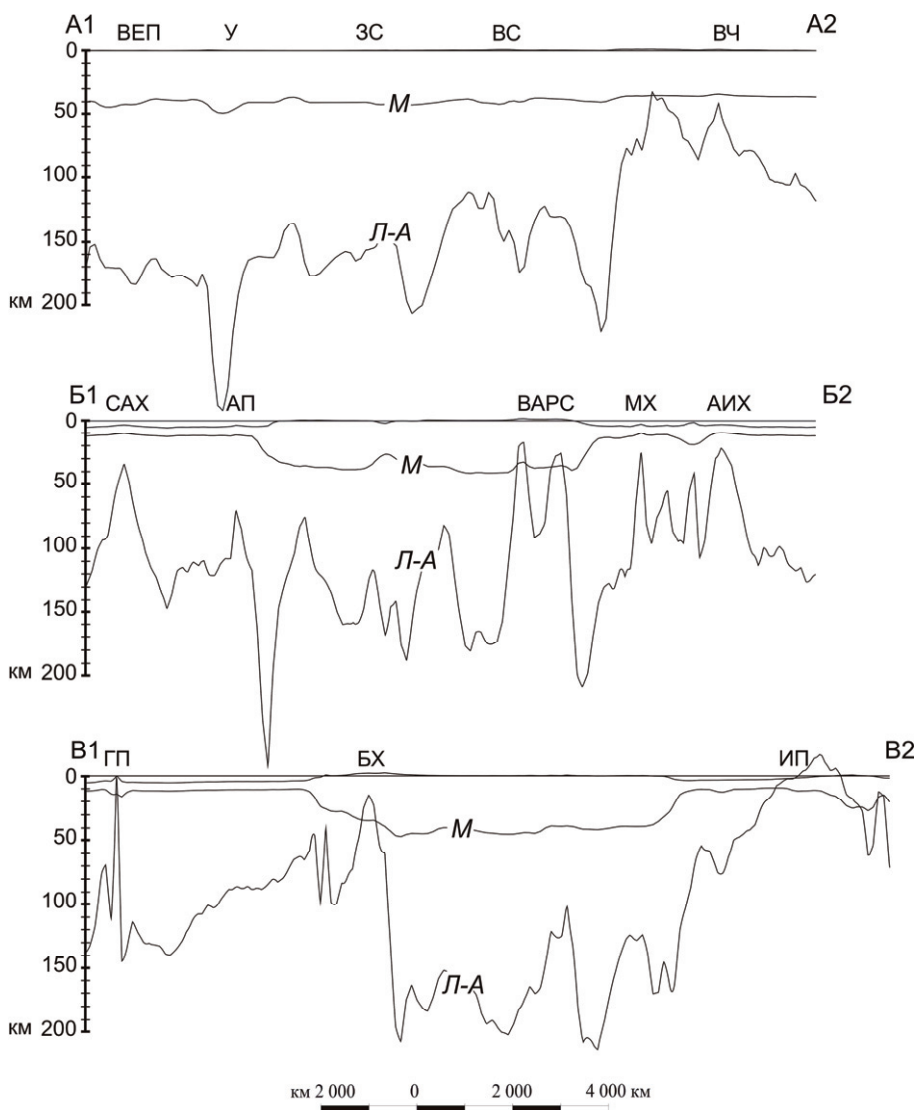 А1 А2
ВЕП У ЗС ВС ВЧ
0
50
100
150
км 200
М
Л-А
Б1 Б2
САХ АП ВАРС МХ АИХ
0
50
100
150
км 200
М
Л-А
В1 В2
ГП БХ ИП
0
50
100
150
км 200
М
Л-А
км 2 000 0 2 000 4 000 км